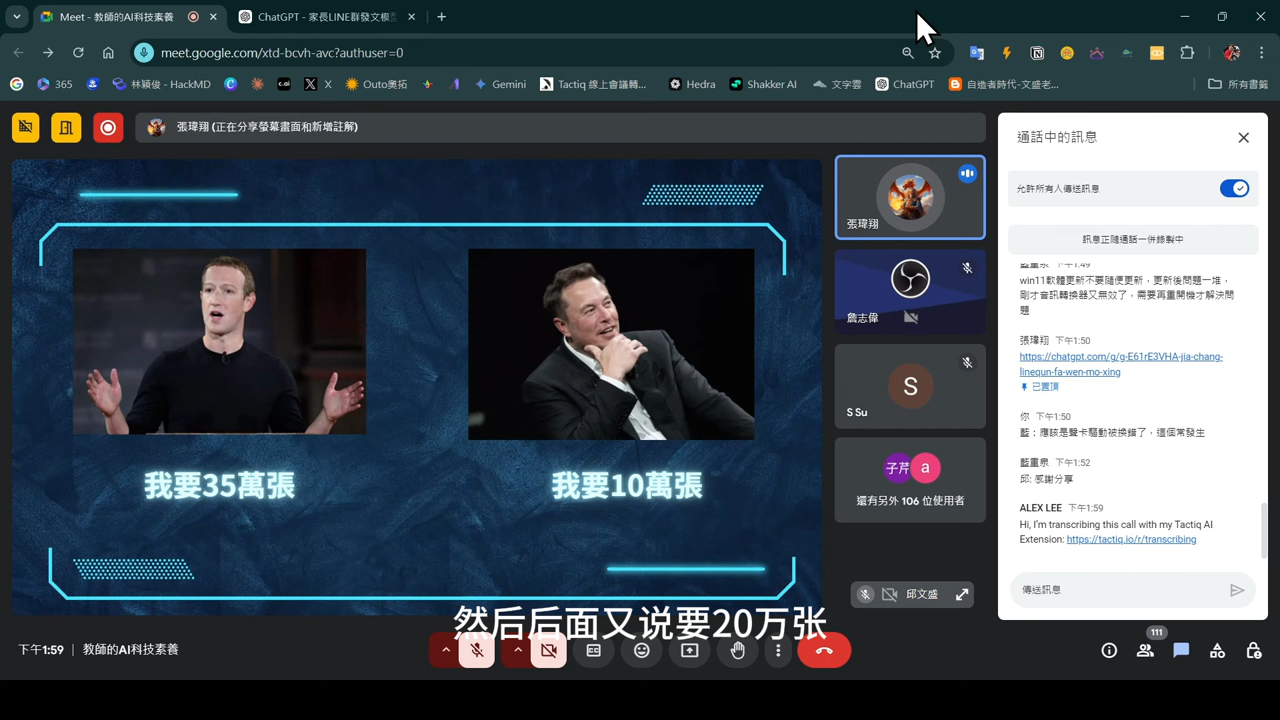 Meet - 教師的AI科技素養
ChatGPT - 家長LINE群發文模型
meet.google.com/xtd-bcvh-avc?authuser=0
365
林穎俊 - HackMD
c.ai
X
Outo奧拓
Gemini
Tactiq 線上會議轉...
Hedra
Shakker AI
文字雲
ChatGPT
自造者時代-文盛老...
所有書籤
張瑋翔 (正在分享螢幕畫面和新增註解)
我要35萬張
我要10萬張
張瑋翔
詹志偉
S
S Su
子芹
a
還有另外 106 位使用者
邱文盛
通話中的訊息
允許所有人傳送訊息
訊息正隨通話一併錄製中
藍重泉 下午1:49
win11軟體更新不要隨便更新，更新後問題一堆，
剛才音訊轉換器又無效了，需要再重開機才解決問
題
張瑋翔 下午1:50
https://chatgpt.com/g/g-E61rE3VHA-jia-chang-
linequn-fa-wen-mo-xing
已置頂
你 下午1:50
藍：應該是聲卡驅動被換錯了，這個常發生
藍重泉 下午1:52
邱: 感謝分享
ALEX LEE 下午1:59
Hi, I'm transcribing this call with my Tactiq AI
Extension: https://tactiq.io/r/transcribing
傳送訊息
然后后面又说要20万张
下午1:59
教師的AI科技素養
111